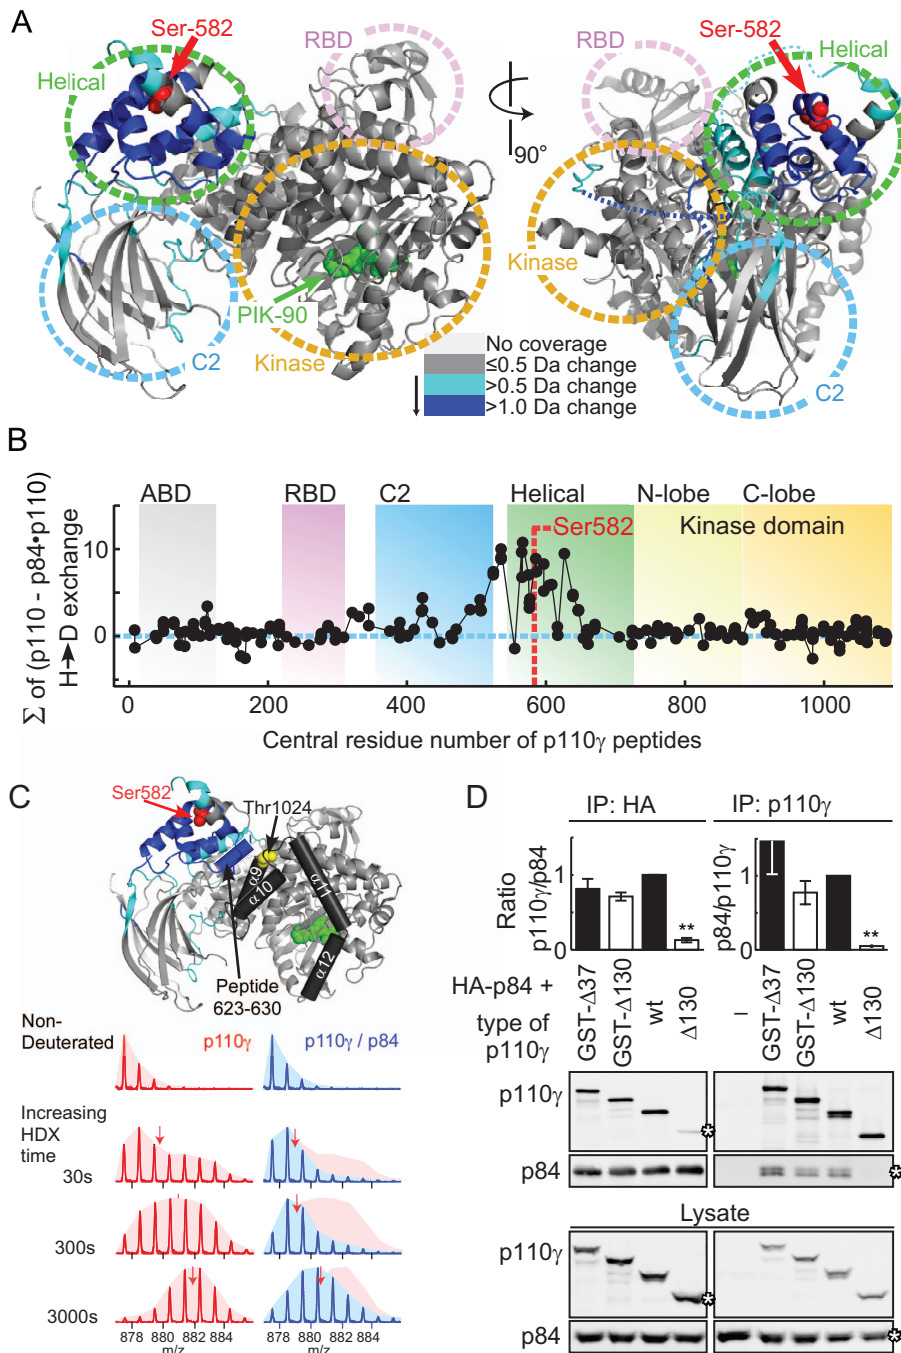 A
Ser-582
Helical
RBD
PIK-90
Kinase
C2
90°
RBD
Ser-582
Helical
Kinase
C2
No coverage
≤0.5 Da change
>0.5 Da change
>1.0 Da change
B
Σ of (p110 - p84•p110)
H→D exchange
ABD
RBD
C2
Helical
N-lobe
C-lobe
Ser582
Kinase domain
10
0
0
200
400
600
800
1000
Central residue number of p110γ peptides
C
Ser582
Thr1024
α9
α10
α11
α12
Peptide
623-630
Non-
Deuterated
p110γ
p110γ / p84
Increasing
HDX
time
30s
300s
3000s
878 880 882 884
m/z
878 880 882 884
m/z
D
IP: HA
IP: p110γ
Ratio
p110γ/p84
1
0
**
p84/p110γ
1
0
**
HA-p84 +
type of
p110γ
GST-Δ37
GST-Δ130
wt
Δ130
–
GST-Δ37
GST-Δ130
wt
Δ130
p110γ
*
p84
*
Lysate
p110γ
*
p84
*